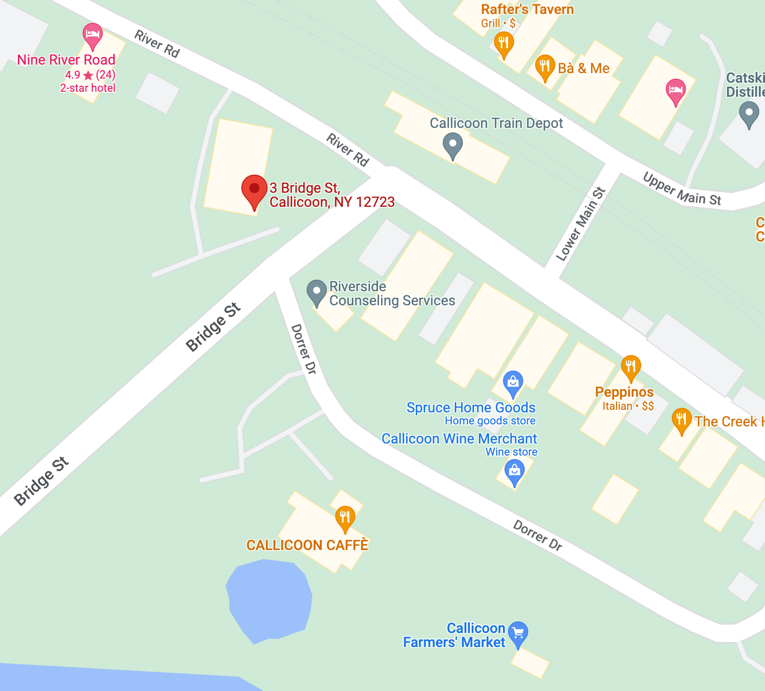 Rafter's Tavern
Grill • $
River Rd
Nine River Road
4.9 ★ (24)
2-star hotel
Bà & Me
Catski
Distille
Callicoon Train Depot
River Rd
3 Bridge St,
Callicoon, NY 12723
Upper Main St
Lower Main St
C
C
Riverside
Counseling Services
Bridge St
Dorrer Dr
Peppinos
Italian • $$
Spruce Home Goods
Home goods store
The Creek H
Callicoon Wine Merchant
Wine store
Bridge St
Dorrer Dr
CALLICOON CAFFÈ
Callicoon
Farmers' Market